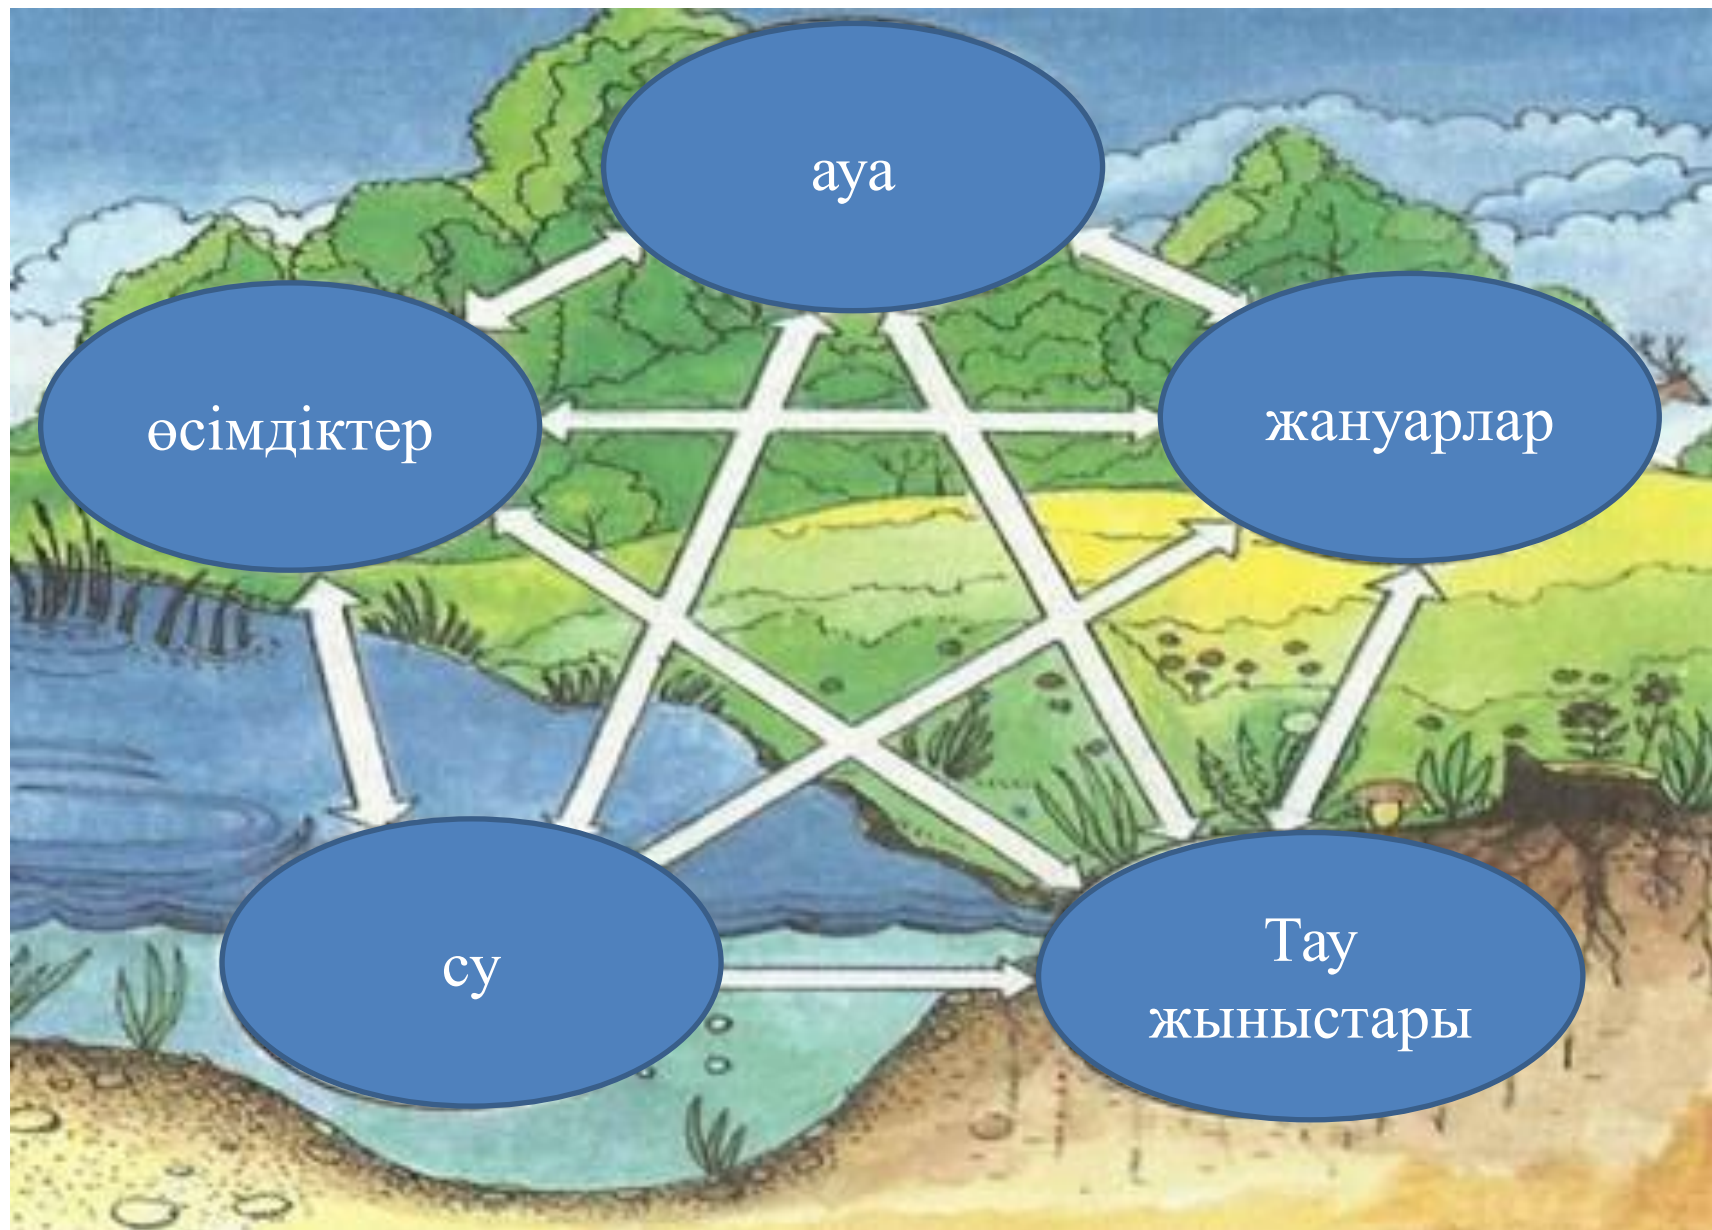 ауа
өсімдіктер
жануарлар
су
Тау
жыныстары